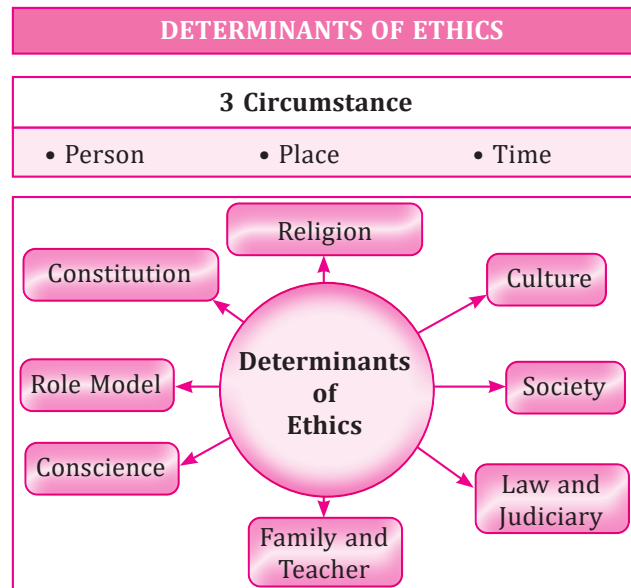 DETERMINANTS OF ETHICS
3 Circumstance
• Person • Place • Time
Religion
Constitution
Culture
Determinants
of
Ethics
Role Model
Society
Conscience
Law and
Judiciary
Family and
Teacher